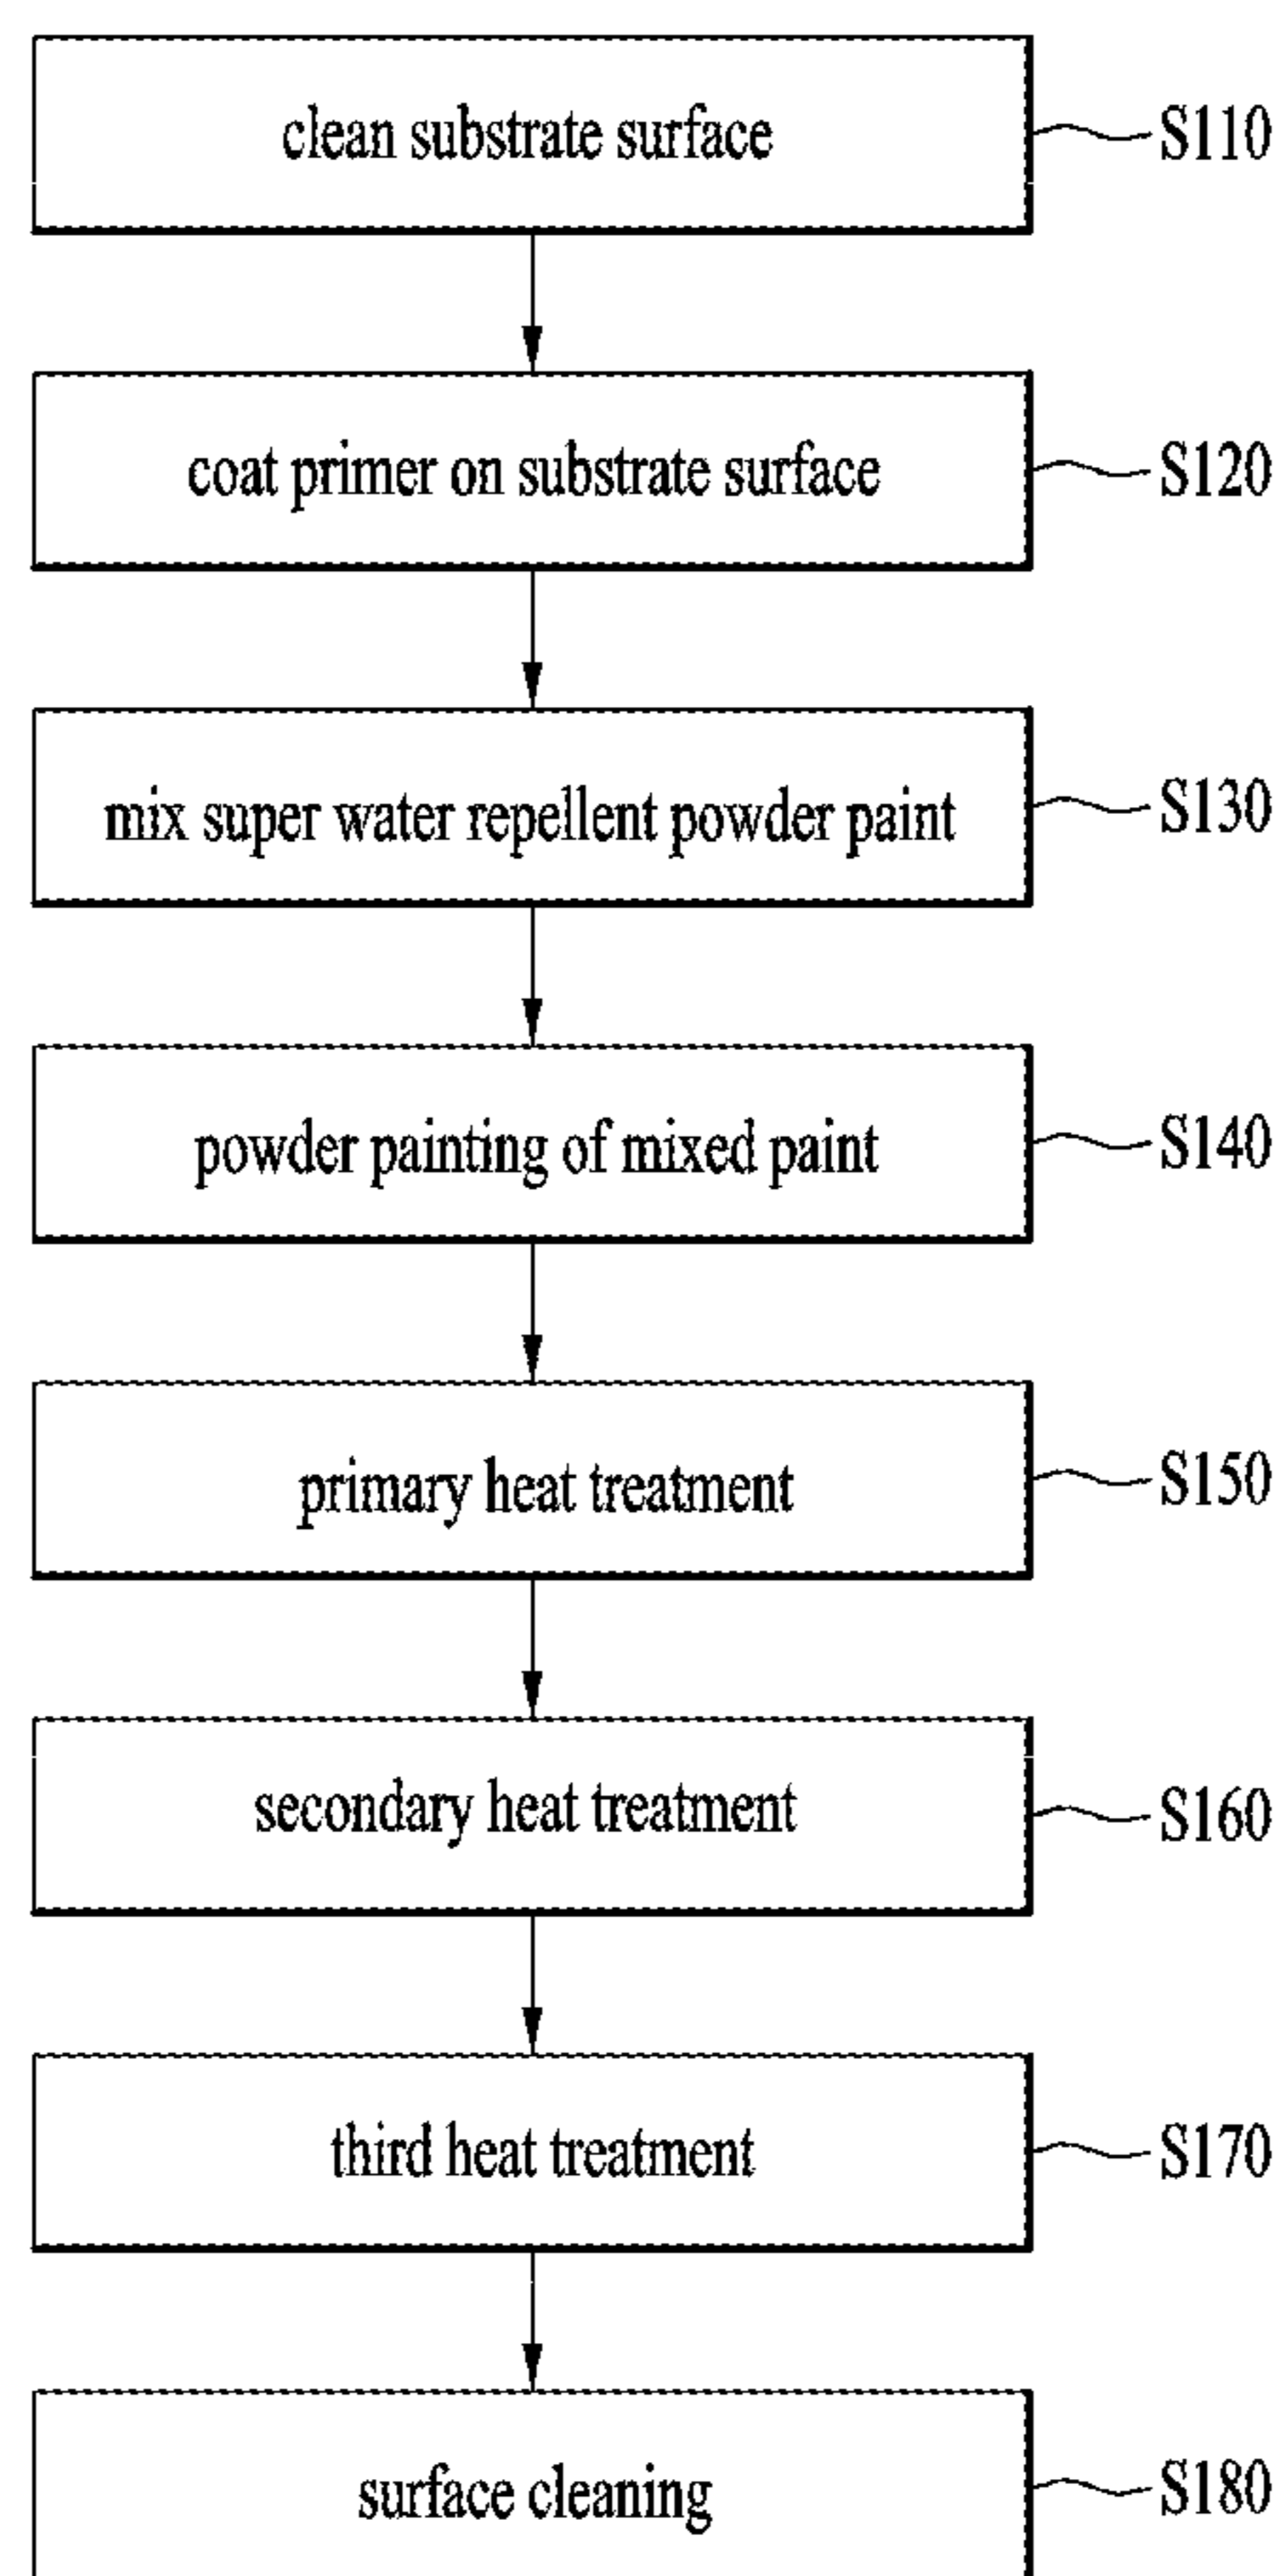 clean substrate surface
S110
coat primer on substrate surface
S120
mix super water repellent powder paint
S130
powder painting of mixed paint
S140
primary heat treatment
S150
secondary heat treatment
S160
third heat treatment
S170
surface cleaning
S180